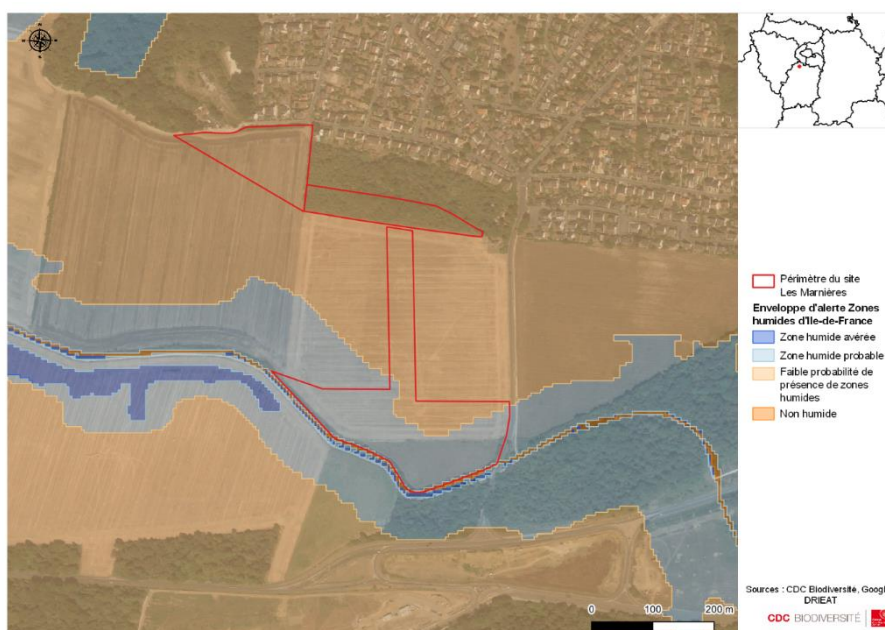 Périmètre du site
Les Marnières
Enveloppe d'alerte Zones
humides d'Ile-de-France
Zone humide avérée
Zone humide probable
Faible probabilité de
présence de zones
humides
Non humide
0 100 200 m
Sources : CDC Biodiversité, Googl
DRIEAT
CDC BIODIVERSITÉ